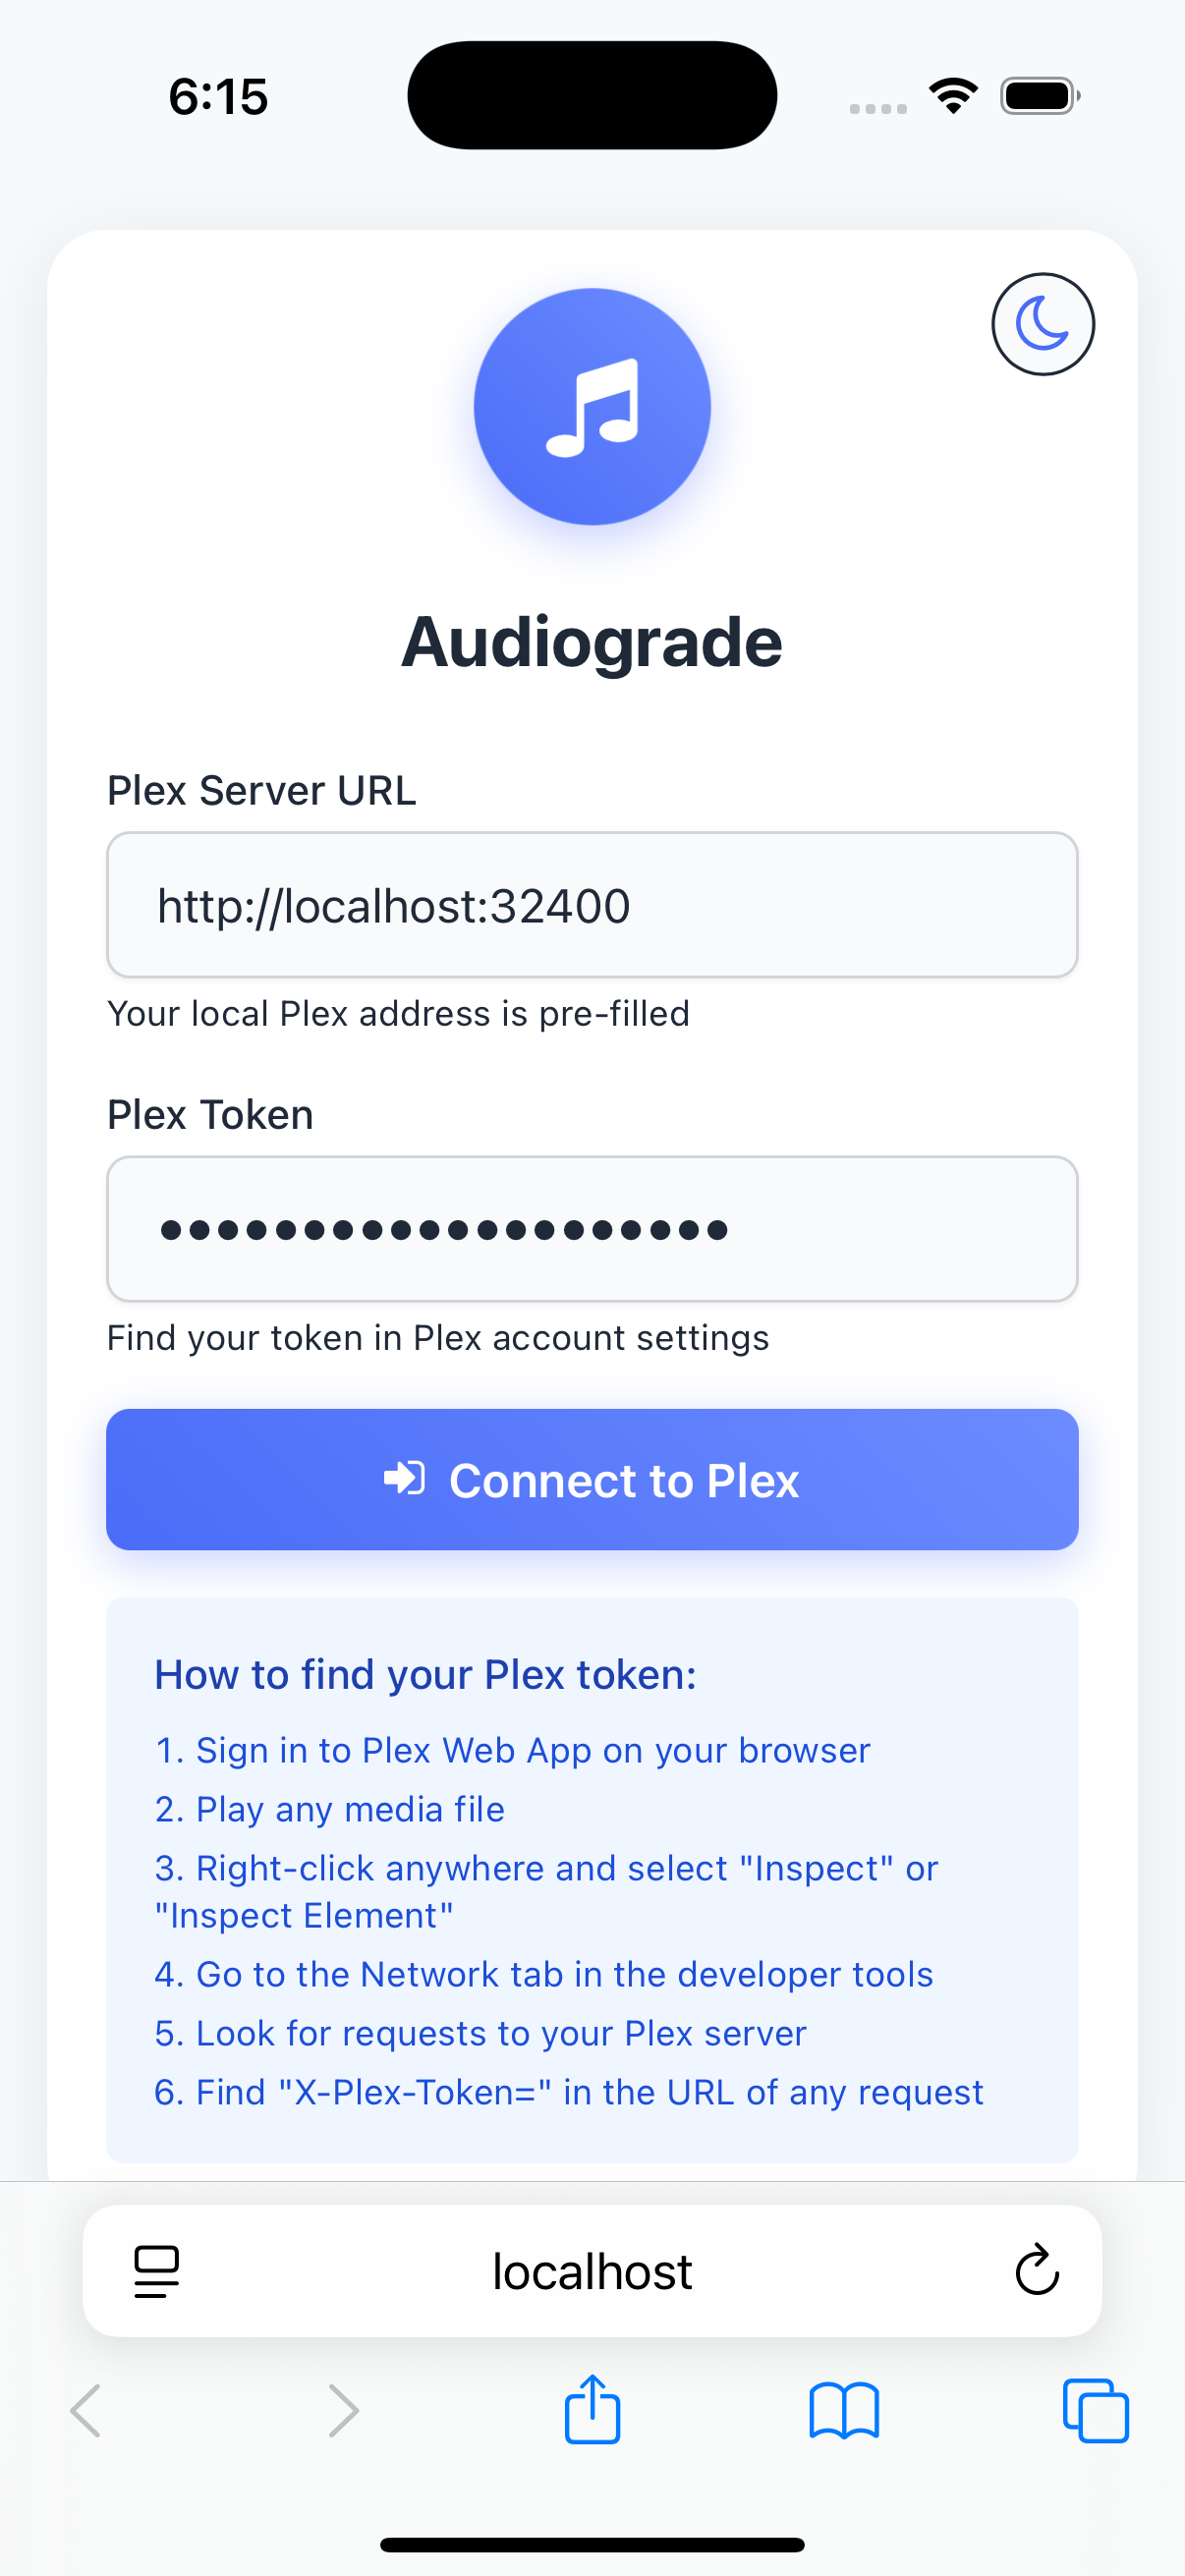 6:15
Audiograde
Plex Server URL
http://localhost:32400
Your local Plex address is pre-filled
Plex Token
••••••••••••••••••••
Find your token in Plex account settings
Connect to Plex
How to find your Plex token:
1. Sign in to Plex Web App on your browser
2. Play any media file
3. Right-click anywhere and select "Inspect" or
"Inspect Element"
4. Go to the Network tab in the developer tools
5. Look for requests to your Plex server
6. Find "X-Plex-Token=" in the URL of any request
localhost